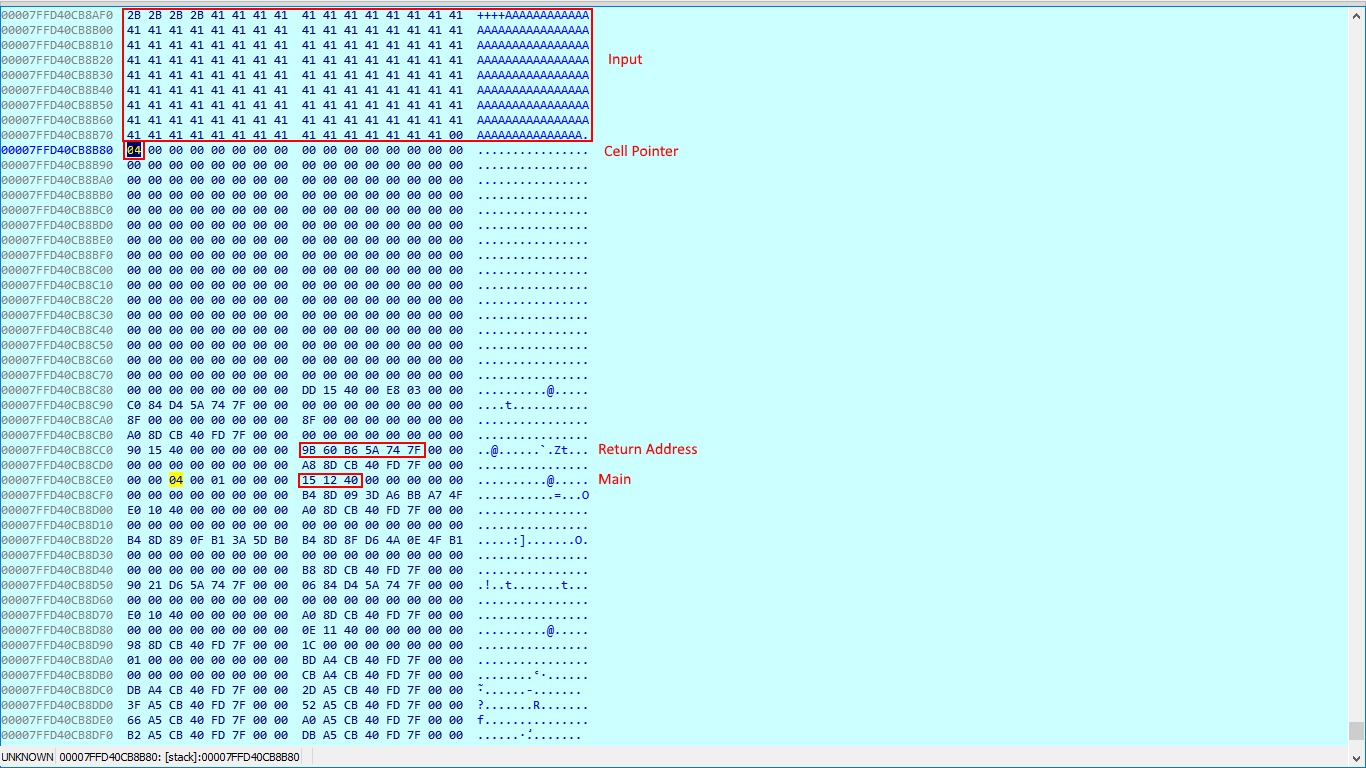 00007FFD40CB8AF0 2B 2B 2B 2B 41 41 41 41 41 41 41 41 41 41 41 41 ++++AAAAAAAAAAAA
00007FFD40CB8B00 41 41 41 41 41 41 41 41 41 41 41 41 41 41 41 41 AAAAAAAAAAAAAAAA
00007FFD40CB8B10 41 41 41 41 41 41 41 41 41 41 41 41 41 41 41 41 AAAAAAAAAAAAAAAA
00007FFD40CB8B20 41 41 41 41 41 41 41 41 41 41 41 41 41 41 41 41 AAAAAAAAAAAAAAAA Input
00007FFD40CB8B30 41 41 41 41 41 41 41 41 41 41 41 41 41 41 41 41 AAAAAAAAAAAAAAAA
00007FFD40CB8B40 41 41 41 41 41 41 41 41 41 41 41 41 41 41 41 41 AAAAAAAAAAAAAAAA
00007FFD40CB8B50 41 41 41 41 41 41 41 41 41 41 41 41 41 41 41 41 AAAAAAAAAAAAAAAA
00007FFD40CB8B60 41 41 41 41 41 41 41 41 41 41 41 41 41 41 41 41 AAAAAAAAAAAAAAAA
00007FFD40CB8B70 41 41 41 41 41 41 41 41 41 41 41 41 41 41 41 00 AAAAAAAAAAAAAAA.
00007FFD40CB8B80 04 00 00 00 00 00 00 00 00 00 00 00 00 00 00 00 ................ Cell Pointer
00007FFD40CB8B90 00 00 00 00 00 00 00 00 00 00 00 00 00 00 00 00 ................
00007FFD40CB8BA0 00 00 00 00 00 00 00 00 00 00 00 00 00 00 00 00 ................
00007FFD40CB8BB0 00 00 00 00 00 00 00 00 00 00 00 00 00 00 00 00 ................
00007FFD40CB8BC0 00 00 00 00 00 00 00 00 00 00 00 00 00 00 00 00 ................
00007FFD40CB8BD0 00 00 00 00 00 00 00 00 00 00 00 00 00 00 00 00 ................
00007FFD40CB8BE0 00 00 00 00 00 00 00 00 00 00 00 00 00 00 00 00 ................
00007FFD40CB8BF0 00 00 00 00 00 00 00 00 00 00 00 00 00 00 00 00 ................
00007FFD40CB8C00 00 00 00 00 00 00 00 00 00 00 00 00 00 00 00 00 ................
00007FFD40CB8C10 00 00 00 00 00 00 00 00 00 00 00 00 00 00 00 00 ................
00007FFD40CB8C20 00 00 00 00 00 00 00 00 00 00 00 00 00 00 00 00 ................
00007FFD40CB8C30 00 00 00 00 00 00 00 00 00 00 00 00 00 00 00 00 ................
00007FFD40CB8C40 00 00 00 00 00 00 00 00 00 00 00 00 00 00 00 00 ................
00007FFD40CB8C50 00 00 00 00 00 00 00 00 00 00 00 00 00 00 00 00 ................
00007FFD40CB8C60 00 00 00 00 00 00 00 00 00 00 00 00 00 00 00 00 ................
00007FFD40CB8C70 00 00 00 00 00 00 00 00 00 00 00 00 00 00 00 00 ................
00007FFD40CB8C80 00 00 00 00 00 00 00 00 DD 15 40 00 E8 03 00 00 ..........@.....
00007FFD40CB8C90 C0 84 D4 5A 74 7F 00 00 00 00 00 00 00 00 00 00 ....t...........
00007FFD40CB8CA0 8F 00 00 00 00 00 00 00 8F 00 00 00 00 00 00 00 ................
00007FFD40CB8CB0 A0 8D CB 40 FD 7F 00 00 00 00 00 00 00 00 00 00 ................
00007FFD40CB8CC0 90 15 40 00 00 00 00 00 9B 60 B6 5A 74 7F 00 00 ..@......`.Zt... Return Address
00007FFD40CB8CD0 00 00 00 00 00 00 00 00 A8 8D CB 40 FD 7F 00 00 ................
00007FFD40CB8CE0 00 00 04 00 01 00 00 00 15 12 40 00 00 00 00 00 ..........@..... Main
00007FFD40CB8CF0 00 00 00 00 00 00 00 00 B4 8D 09 3D A6 BB A7 4F ...........=...O
00007FFD40CB8D00 E0 10 40 00 00 00 00 00 A0 8D CB 40 FD 7F 00 00 ................
00007FFD40CB8D10 00 00 00 00 00 00 00 00 00 00 00 00 00 00 00 00 ................
00007FFD40CB8D20 B4 8D 89 0F B1 3A 5D B0 B4 8D 8F D6 4A 0E 4F B1 .....:].......O.
00007FFD40CB8D30 00 00 00 00 00 00 00 00 00 00 00 00 00 00 00 00 ................
00007FFD40CB8D40 00 00 00 00 00 00 00 00 B8 8D CB 40 FD 7F 00 00 ................
00007FFD40CB8D50 90 21 D6 5A 74 7F 00 00 06 84 D4 5A 74 7F 00 00 .!..t.......t...
00007FFD40CB8D60 00 00 00 00 00 00 00 00 00 00 00 00 00 00 00 00 ................
00007FFD40CB8D70 E0 10 40 00 00 00 00 00 A0 8D CB 40 FD 7F 00 00 ................
00007FFD40CB8D80 00 00 00 00 00 00 00 00 0E 11 40 00 00 00 00 00 ..........@.....
00007FFD40CB8D90 98 8D CB 40 FD 7F 00 00 1C 00 00 00 00 00 00 00 ................
00007FFD40CB8DA0 01 00 00 00 00 00 00 00 BD A4 CB 40 FD 7F 00 00 ................
00007FFD40CB8DB0 00 00 00 00 00 00 00 00 CB A4 CB 40 FD 7F 00 00
00007FFD40CB8DC0 DB A4 CB 40 FD 7F 00 00 2D A5 CB 40 FD 7F 00 00
00007FFD40CB8DD0 3F A5 CB 40 FD 7F 00 00 52 A5 CB 40 FD 7F 00 00 ?.......R.......
00007FFD40CB8DE0 66 A5 CB 40 FD 7F 00 00 A0 A5 CB 40 FD 7F 00 00 f...............
00007FFD40CB8DF0 B2 A5 CB 40 FD 7F 00 00 DB A5 CB 40 FD 7F 00 00
UNKNOWN 00007FFD40CB8B80: [stack]:00007FFD40CB8B80